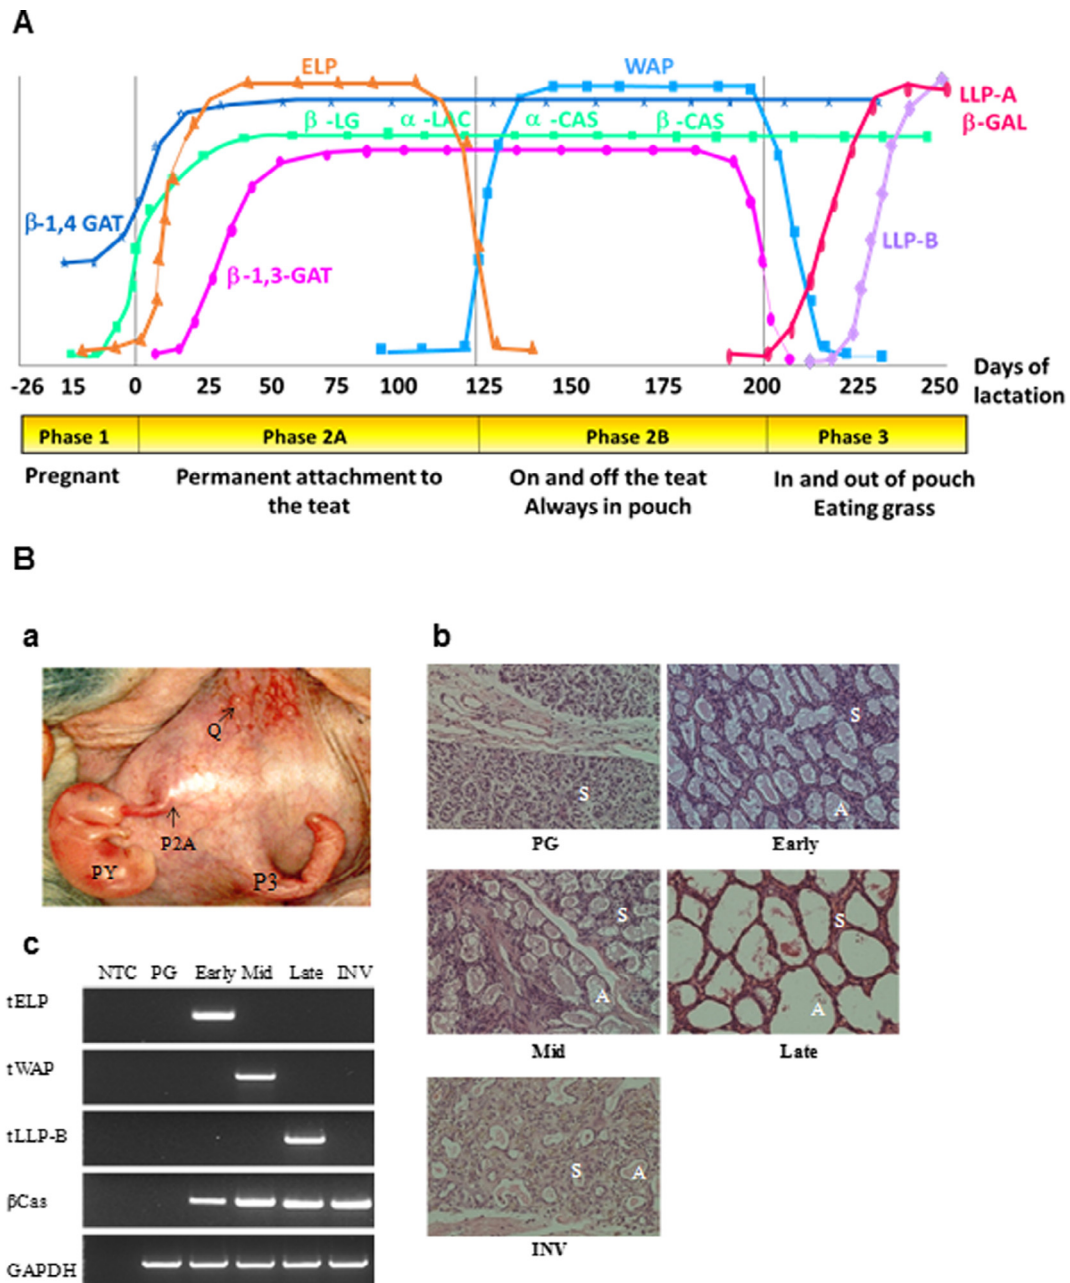 A
ELP
WAP
LLP-A
β-GAL
β -LG α -LAC α -CAS β -CAS
β-1,4 GAT
LLP-B
β-1,3-GAT
-26 15 0 25 50 75 100 125 150 175 200 225 250
Days of
lactation
Phase 1 Phase 2A Phase 2B Phase 3
Pregnant
Permanent attachment to
the teat
On and off the teat
Always in pouch
In and out of pouch
Eating grass
B
a
Q
P2A
PY
P3
b
S
PG
S
A
Early
S
A
Mid
S
A
Late
S
A
INV
c
NTC PG Early Mid Late INV
tELP
tWAP
tLLP-B
βCas
GAPDH